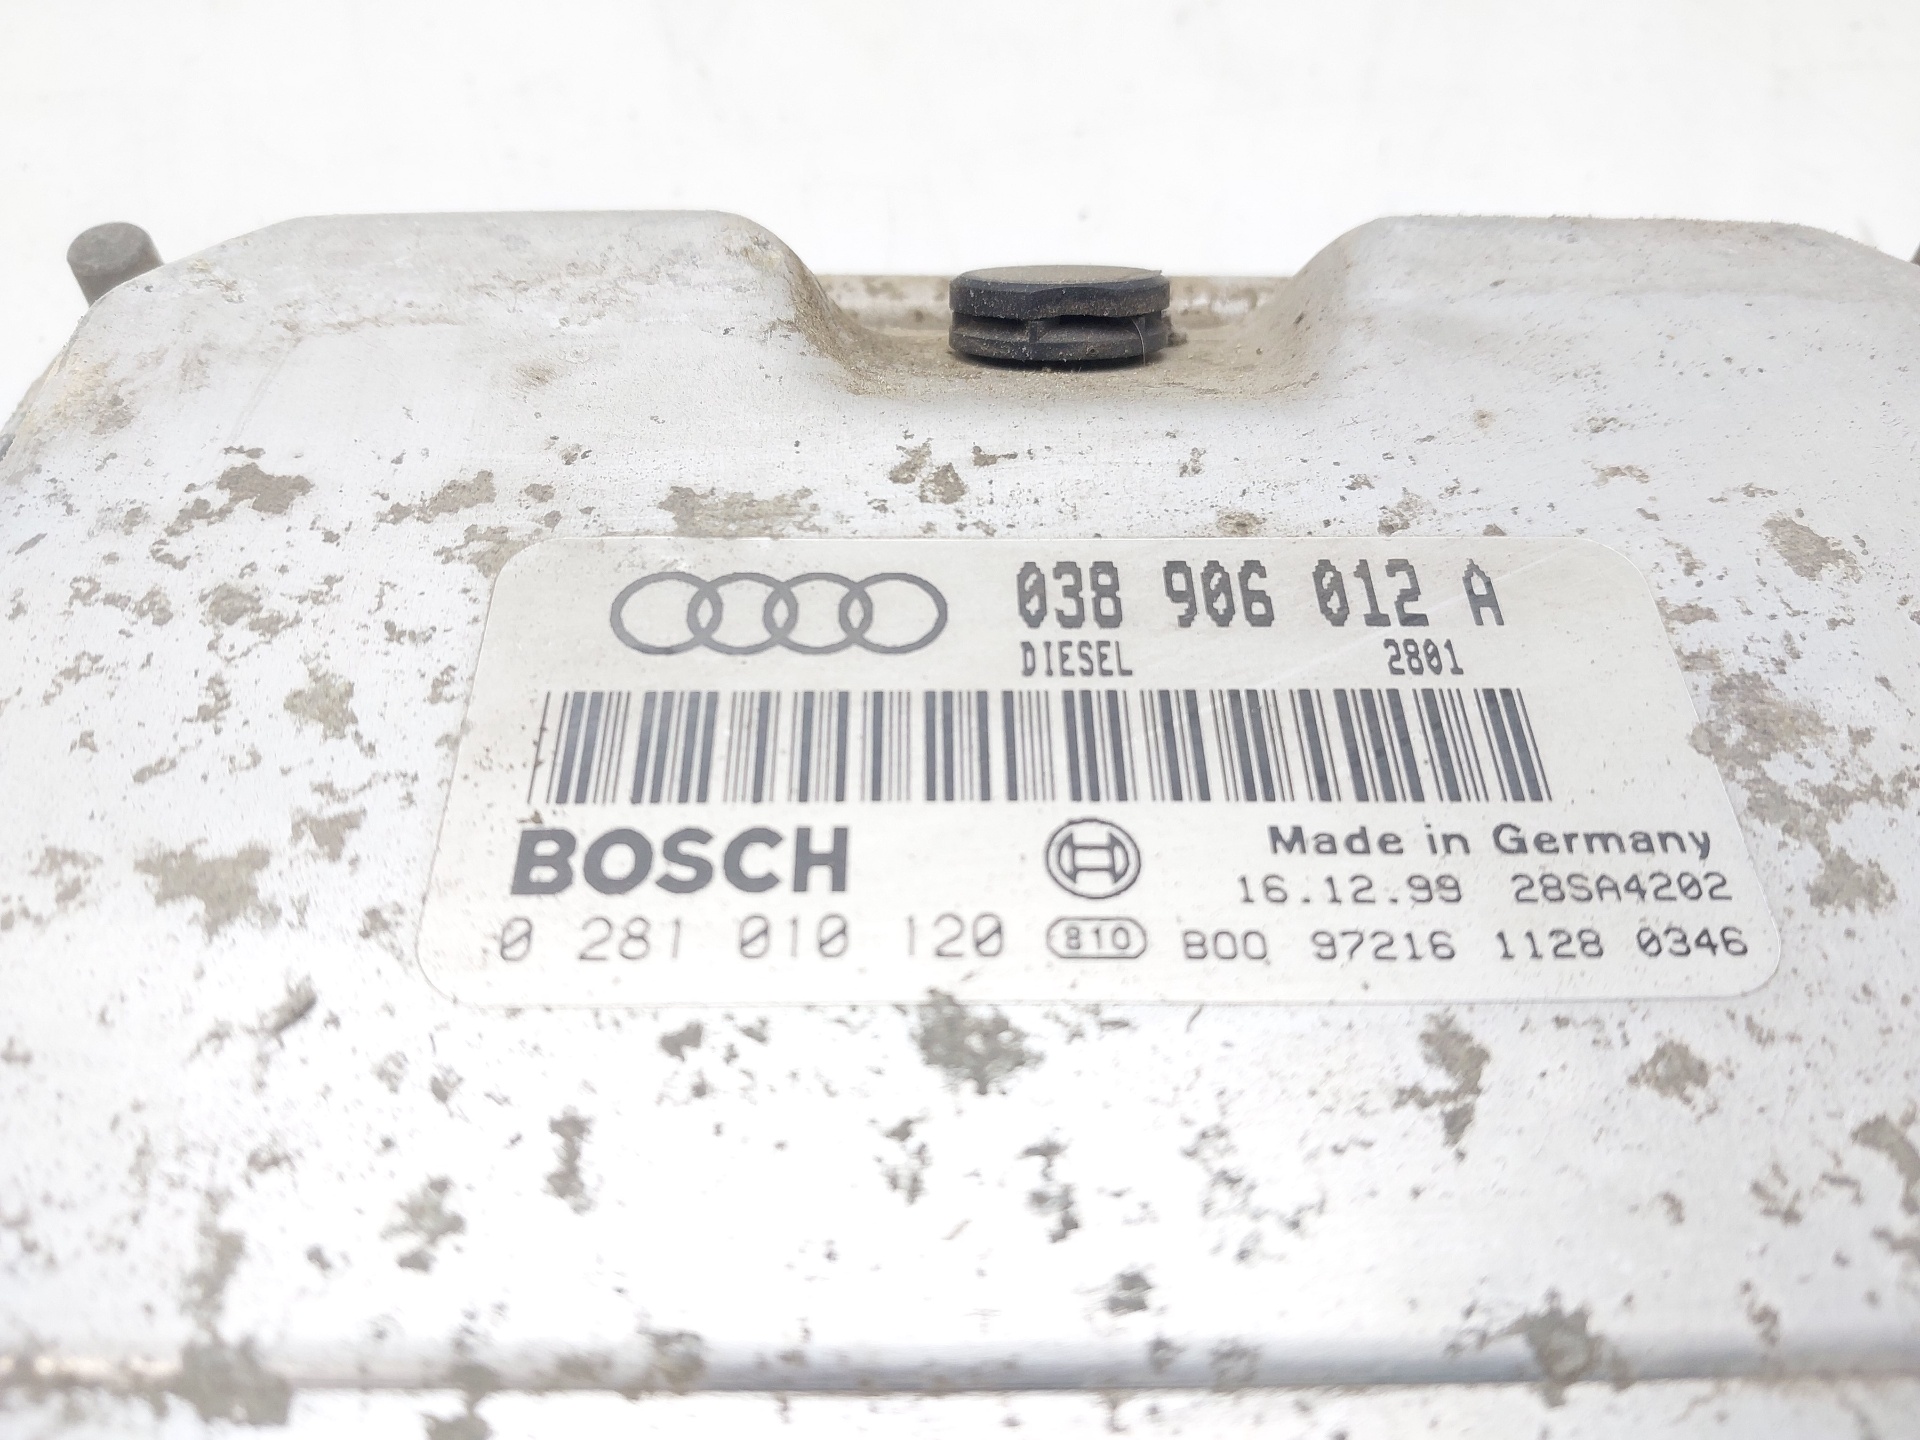 038 906 012 A
DIESEL 2801
BOSCH
Made in Germany
16.12.99 28SA4202
0 281 010 120 810 B00 97216 1128 0346